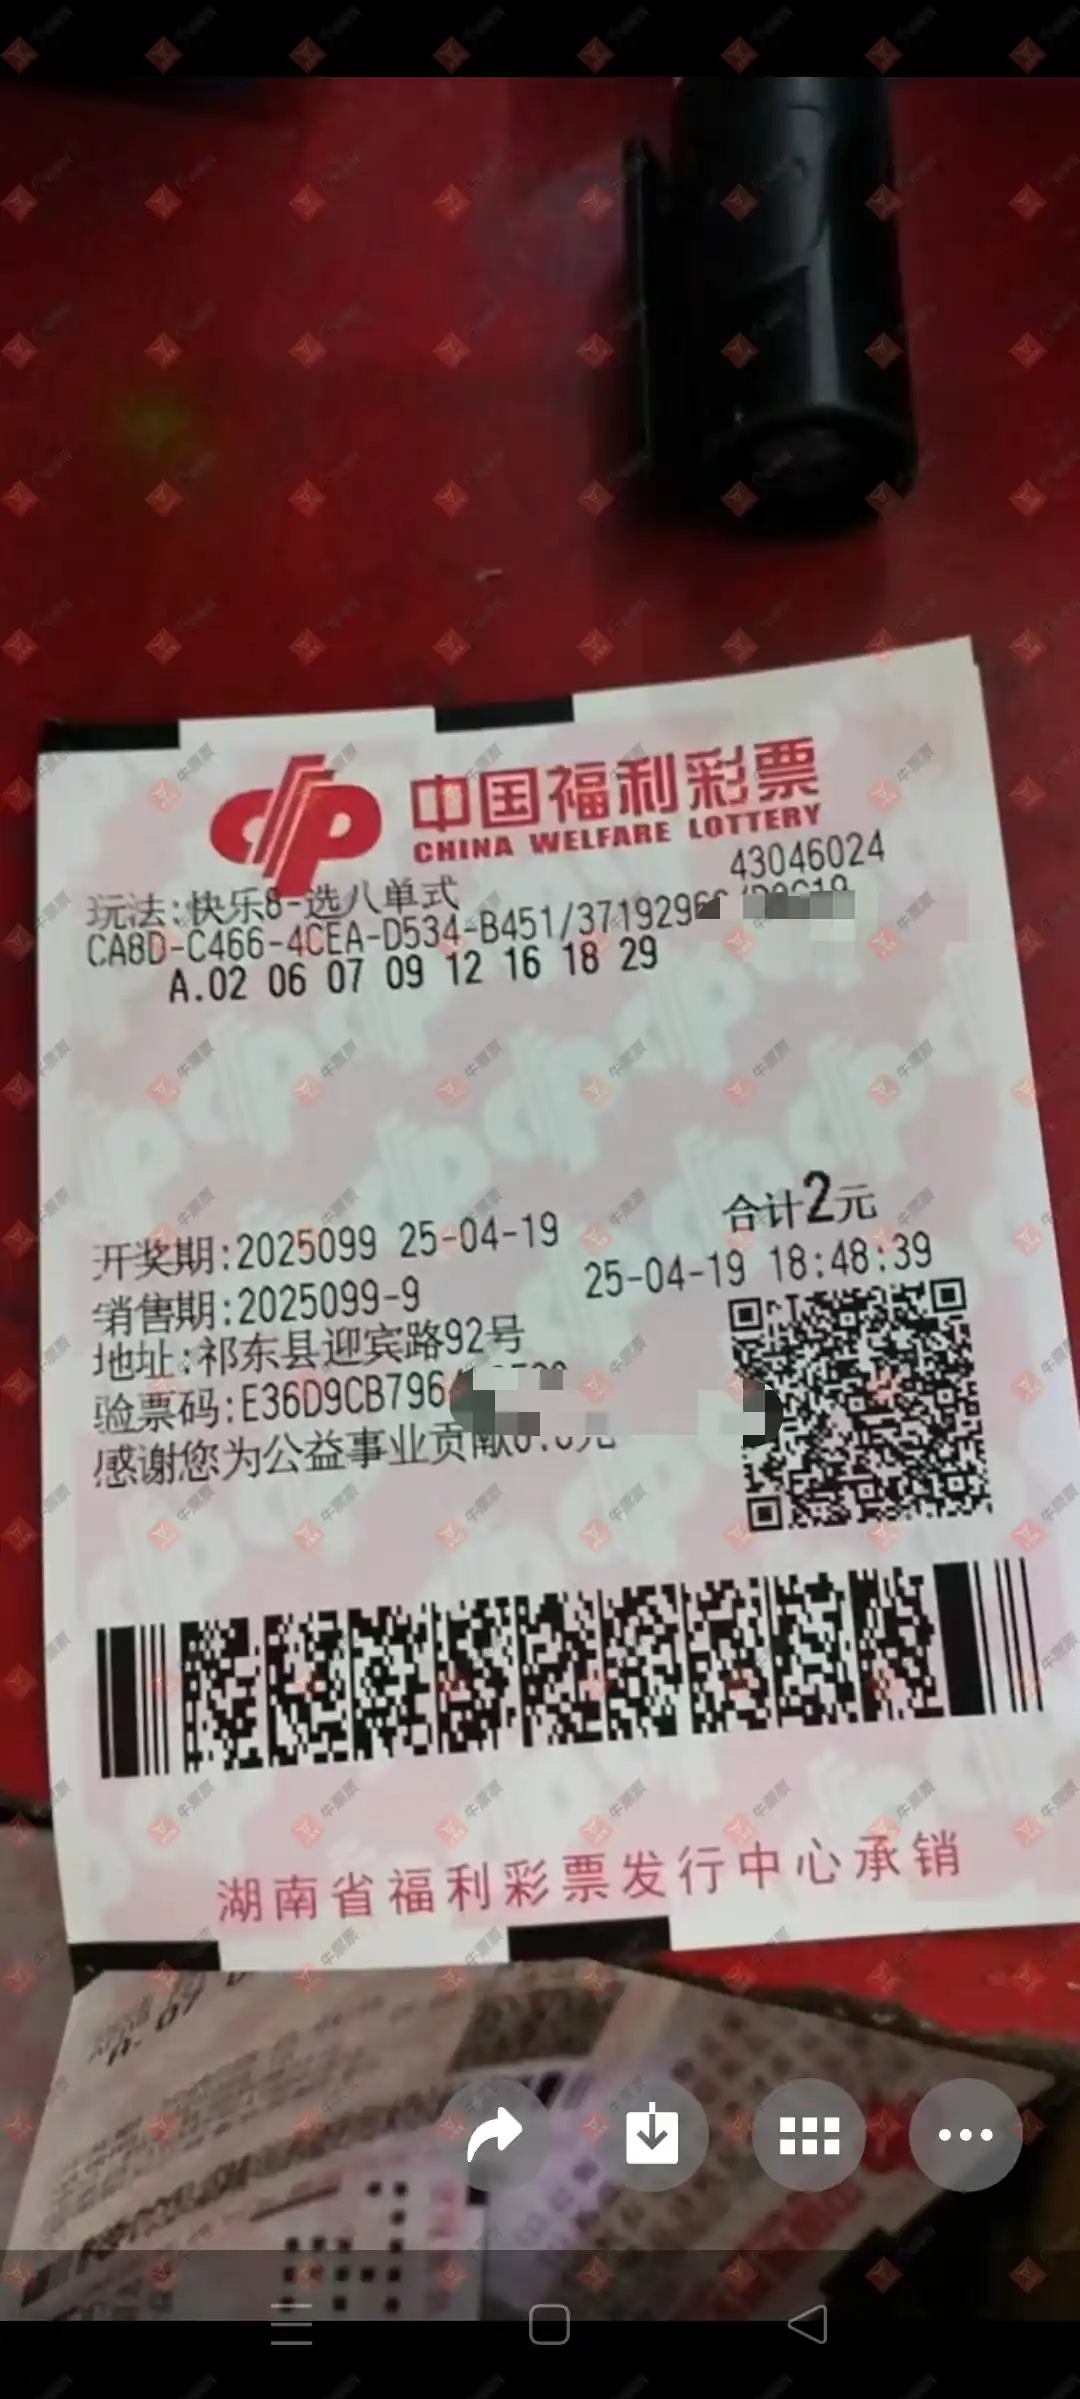 中国福利彩票
CHINA WELFARE LOTTERY
43046024
玩法:快乐8-选八单式
CA8D-C466-4CEA-D534-B451/3719296
A.02 06 07 09 12 16 18 29
合计2元
开奖期:2025099 25-04-19
25-04-19 18:48:39
销售期:2025099-9
地址:祁东县迎宾路92号
验票码:E36D9CB796
感谢您为公益事业贡献
湖南省福利彩票发行中心承销
牛票票